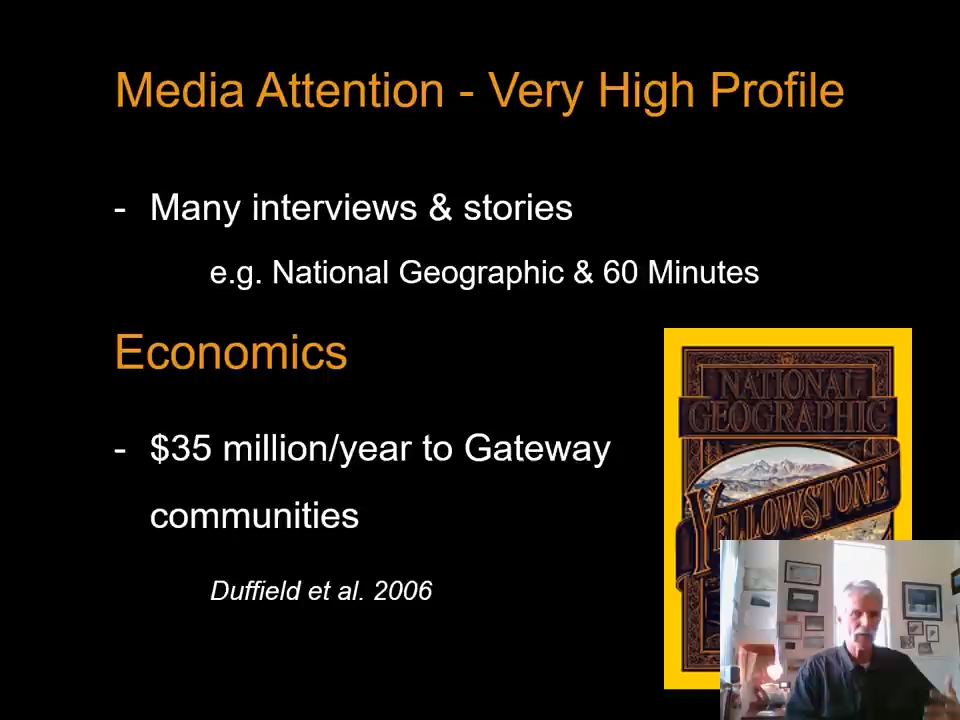 Media Attention - Very High Profile
- Many interviews & stories
e.g. National Geographic & 60 Minutes
Economics
- $35 million/year to Gateway
communities
Duffield et al. 2006
NATIONAL
GEOGRAPHIC
YELLOWSTONE